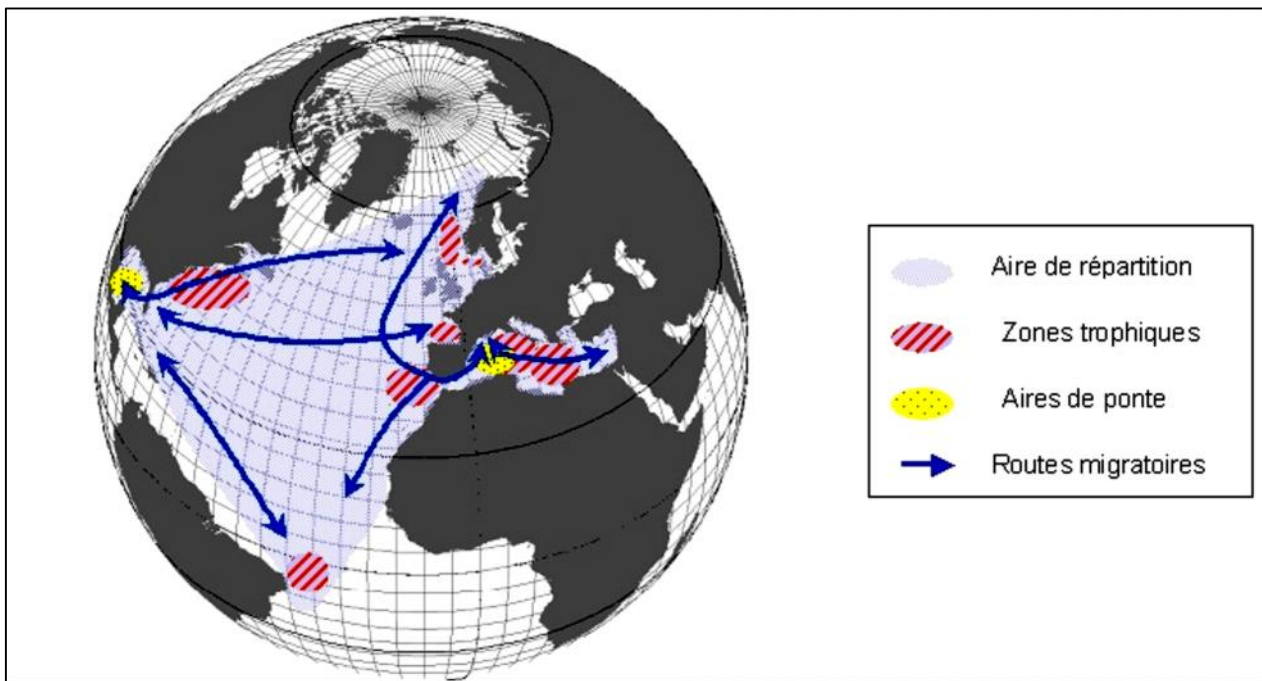 Aire de répartition
Zones trophiques
Aires de ponte
Routes migratoires